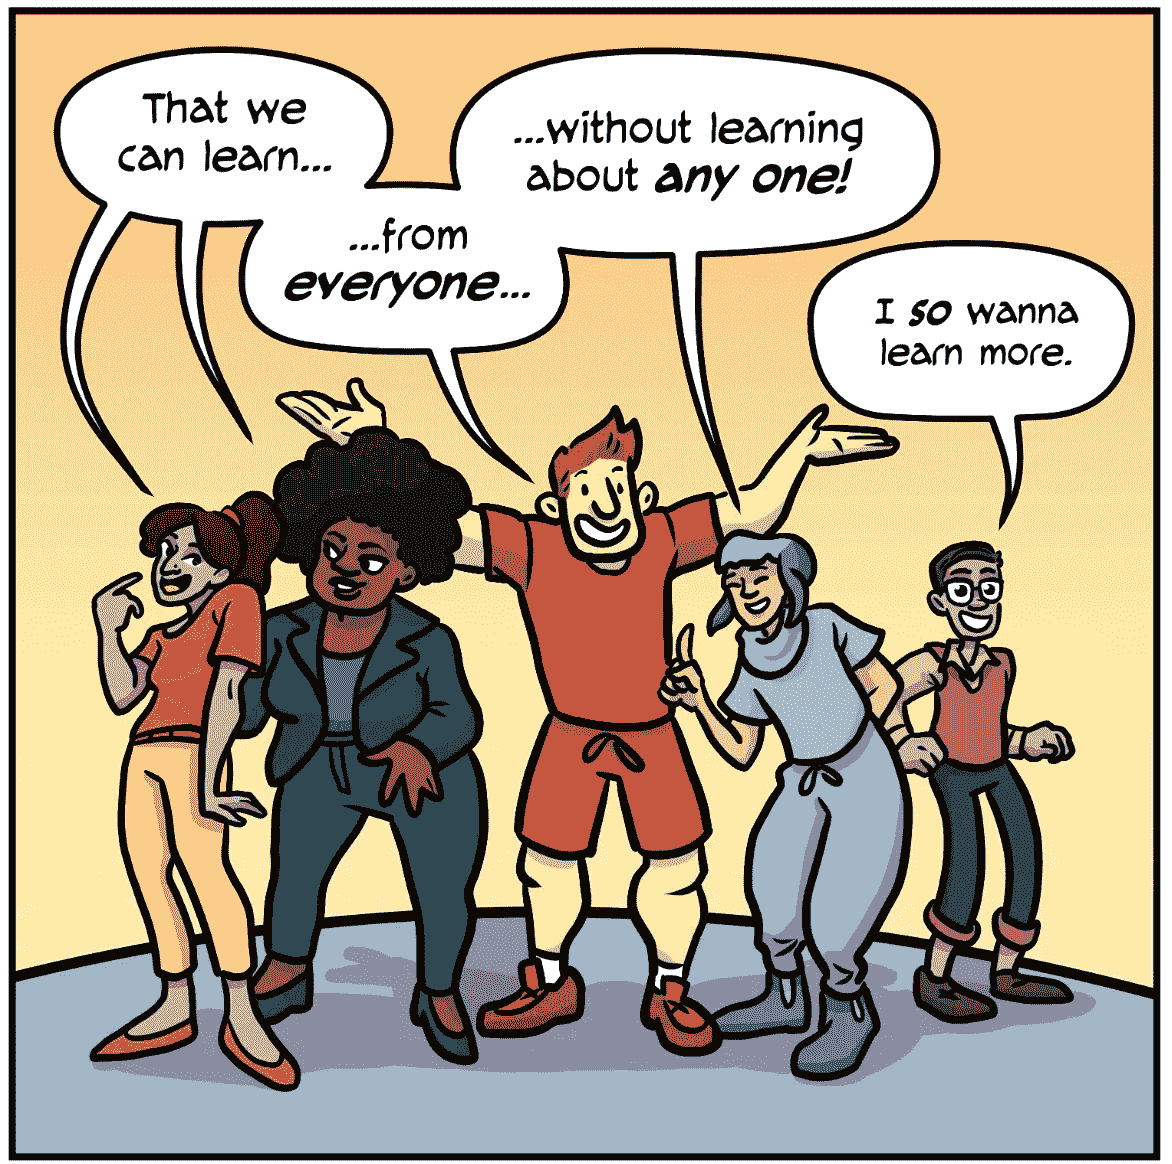 That we
can learn...
...from
everyone...
...without learning
about any one!
I so wanna
learn more.